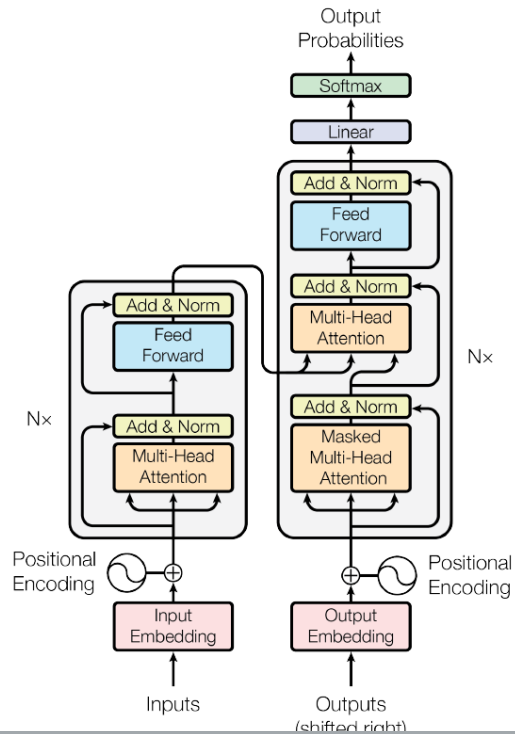 Output
Probabilities
Softmax
Linear
Add & Norm
Feed
Forward
Add & Norm
Multi-Head
Attention
Add & Norm
Masked
Multi-Head
Attention
Nx
Add & Norm
Feed
Forward
Add & Norm
Multi-Head
Attention
Nx
Positional
Encoding
Positional
Encoding
Input
Embedding
Output
Embedding
Inputs
Outputs
(shifted right)